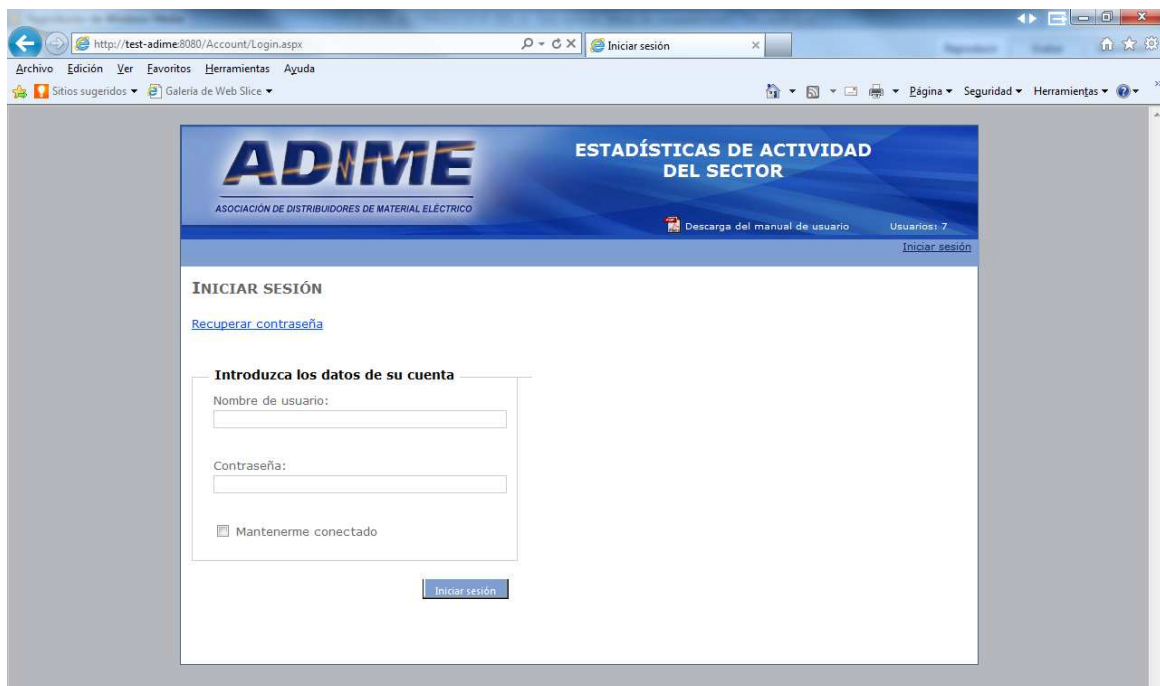 http://test-adime:8080/Account/Login.aspx
Iniciar sesión
Archivo Edición Ver Favoritos Herramientas Ayuda
Sitios sugeridos Galería de Web Slice
Página Seguridad Herramientas
ADIME
ASOCIACIÓN DE DISTRIBUIDORES DE MATERIAL ELÉCTRICO
ESTADÍSTICAS DE ACTIVIDAD
DEL SECTOR
Descarga del manual de usuario Usuarios: 7
Iniciar sesión
INICIAR SESIÓN
Recuperar contraseña
Introduzca los datos de su cuenta
Nombre de usuario:
Contraseña:
Mantenerme conectado
Iniciar sesión